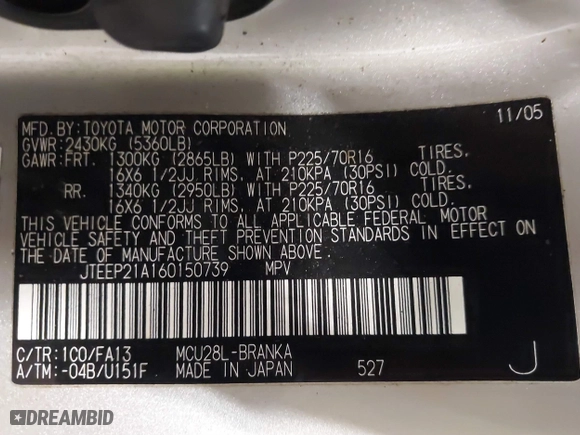 11/05
MFD.BY:TOYOTA MOTOR CORPORATION
GVWR:2430KG (5360LB)
GAWR:FRT. 1300KG (2865LB) WITH P225/70R16 TIRES,
16X6 1/2JJ RIMS, AT 210KPA (30PSI) COLD.
RR. 1340KG (2950LB) WITH P225/70R16 TIRES,
16X6 1/2JJ RIMS, AT 210KPA (30PSI) COLD.
THIS VEHICLE CONFORMS TO ALL APPLICABLE FEDERAL MOTOR
VEHICLE SAFETY AND THEFT PREVENTION STANDARDS IN EFFECT ON
THE DATE OF MANUFACTURE SHOWN ABOVE.
JTEEP21A160150739 MPV
C/TR:1C0/FA13 MCU28L-BRANKA
A/TM:-04B/U151F MADE IN JAPAN 527 J
DREAMBID